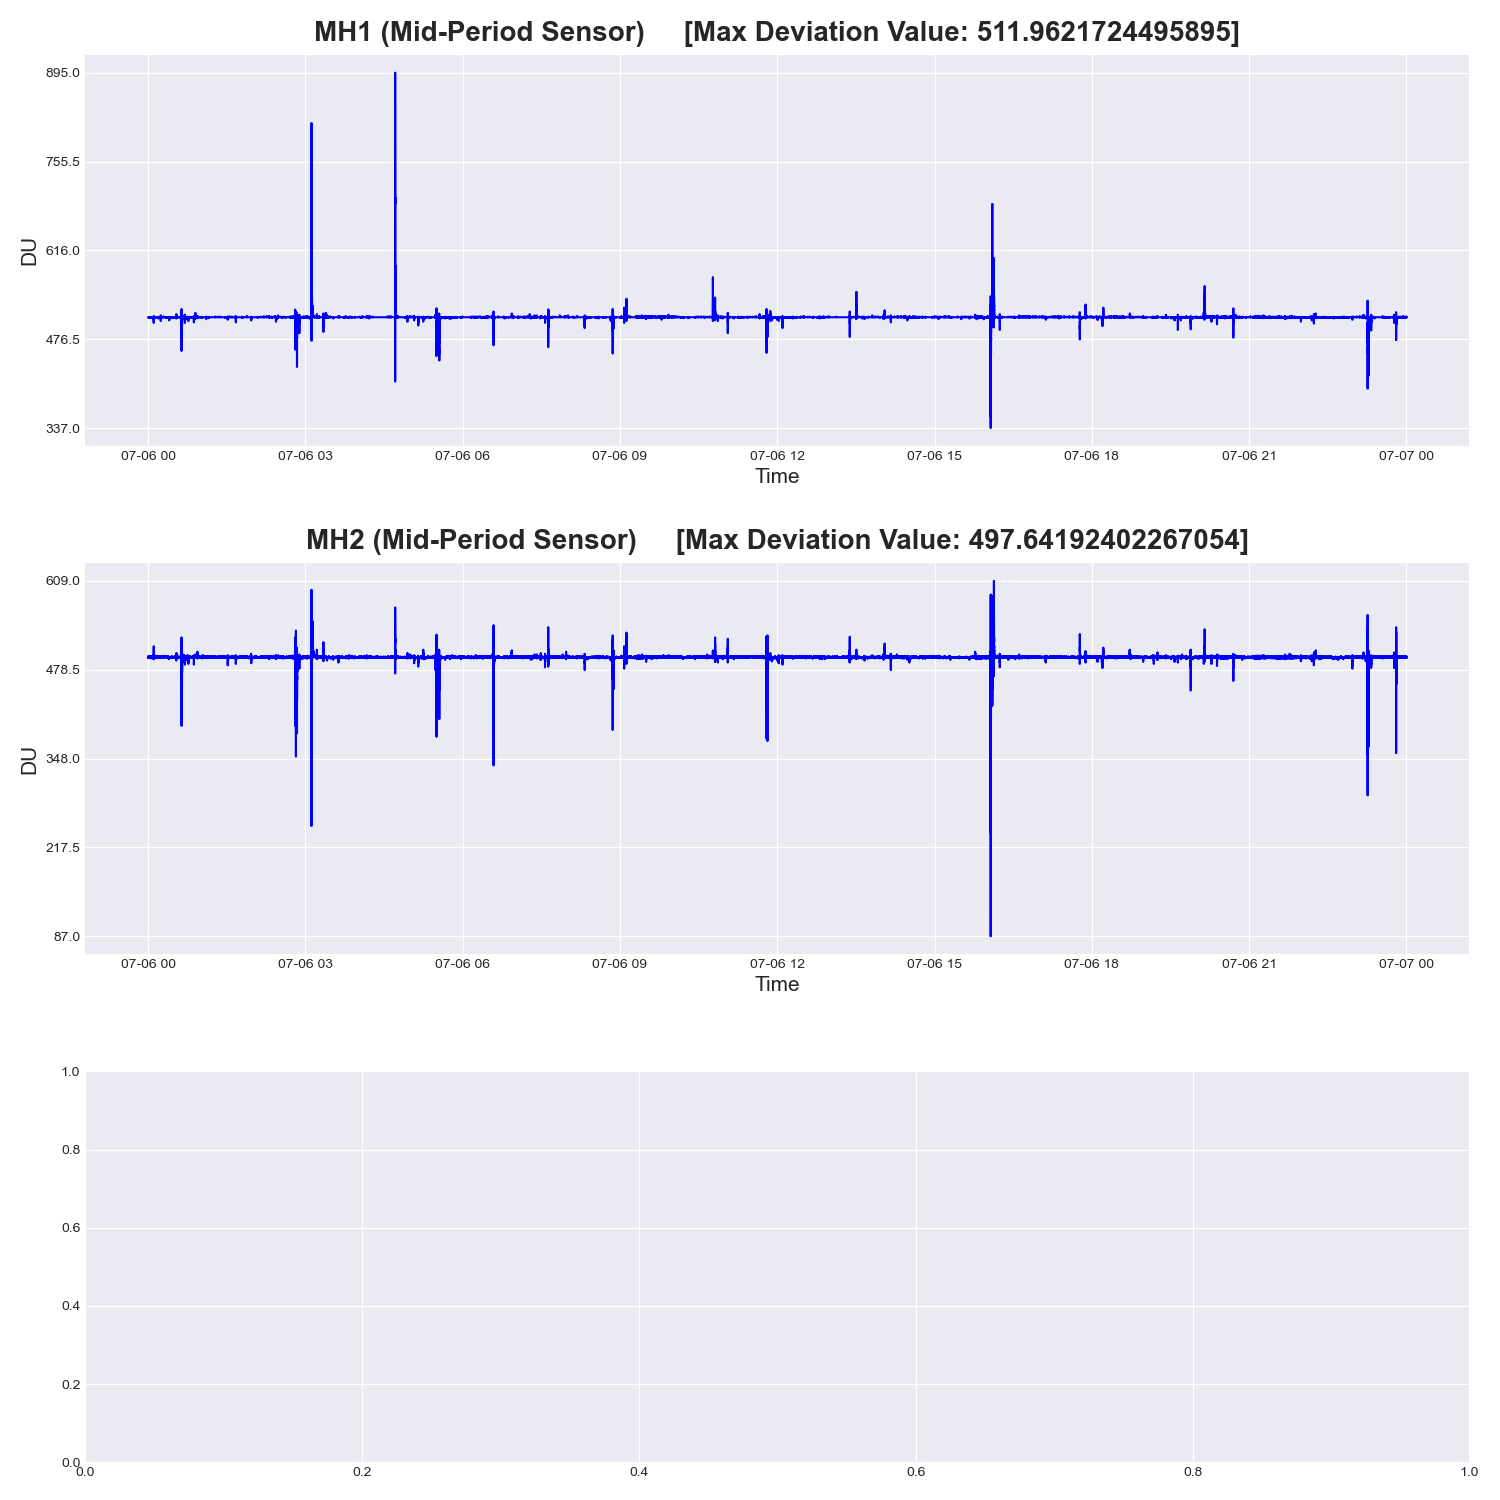 MH1 (Mid-Period Sensor) [Max Deviation Value: 511.9621724495895]
895.0
755.5
616.0
476.5
337.0
DU
07-06 00 07-06 03 07-06 06 07-06 09 07-06 12 07-06 15 07-06 18 07-06 21 07-07 00
Time
MH2 (Mid-Period Sensor) [Max Deviation Value: 497.64192402267054]
609.0
478.5
348.0
217.5
87.0
DU
07-06 00 07-06 03 07-06 06 07-06 09 07-06 12 07-06 15 07-06 18 07-06 21 07-07 00
Time
1.0
0.8
0.6
0.4
0.2
0.0
0.0 0.2 0.4 0.6 0.8 1.0